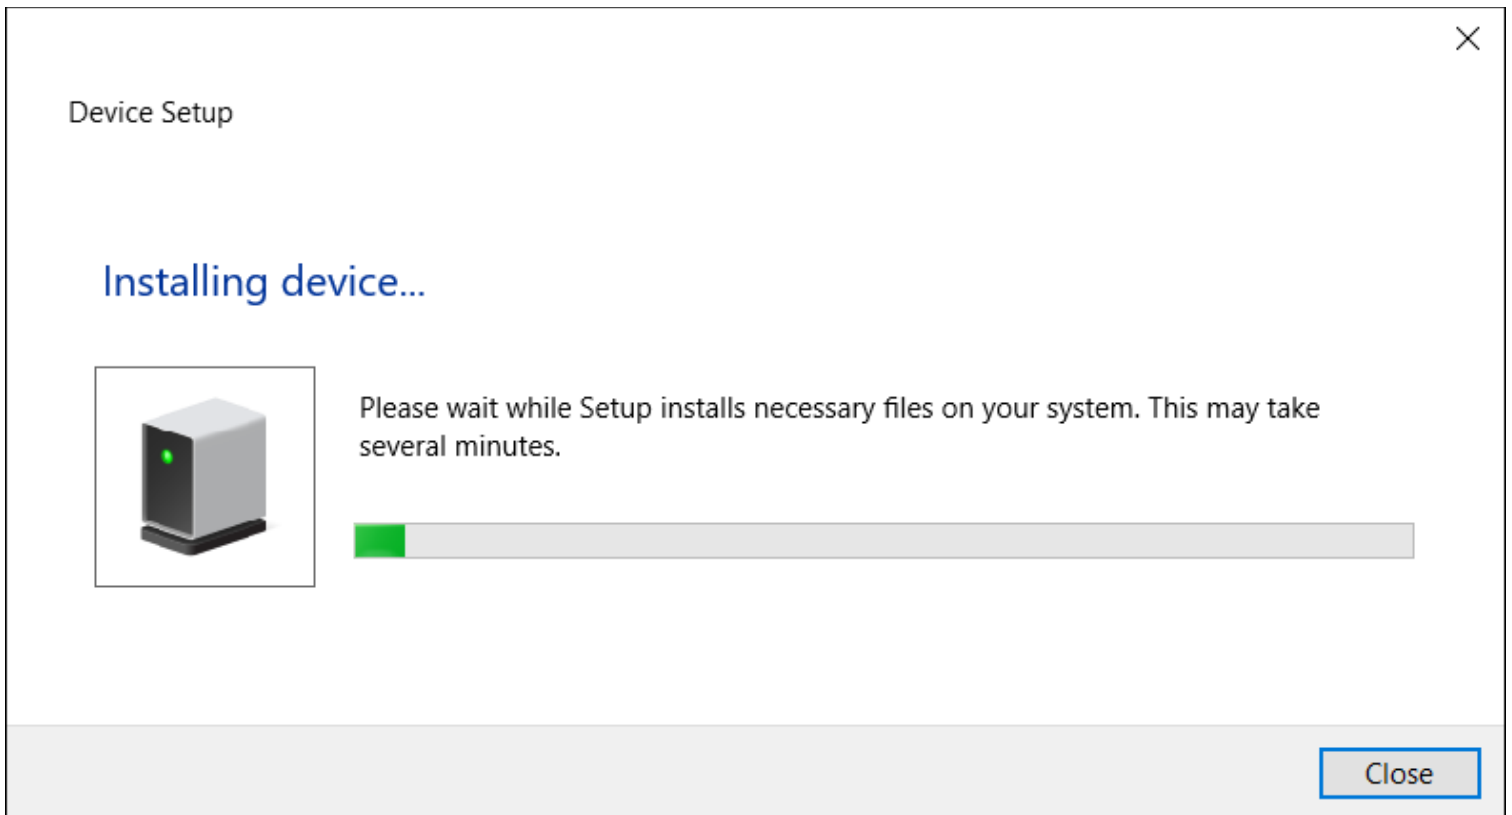 Device Setup
Installing device...
Please wait while Setup installs necessary files on your system. This may take
several minutes.
Close